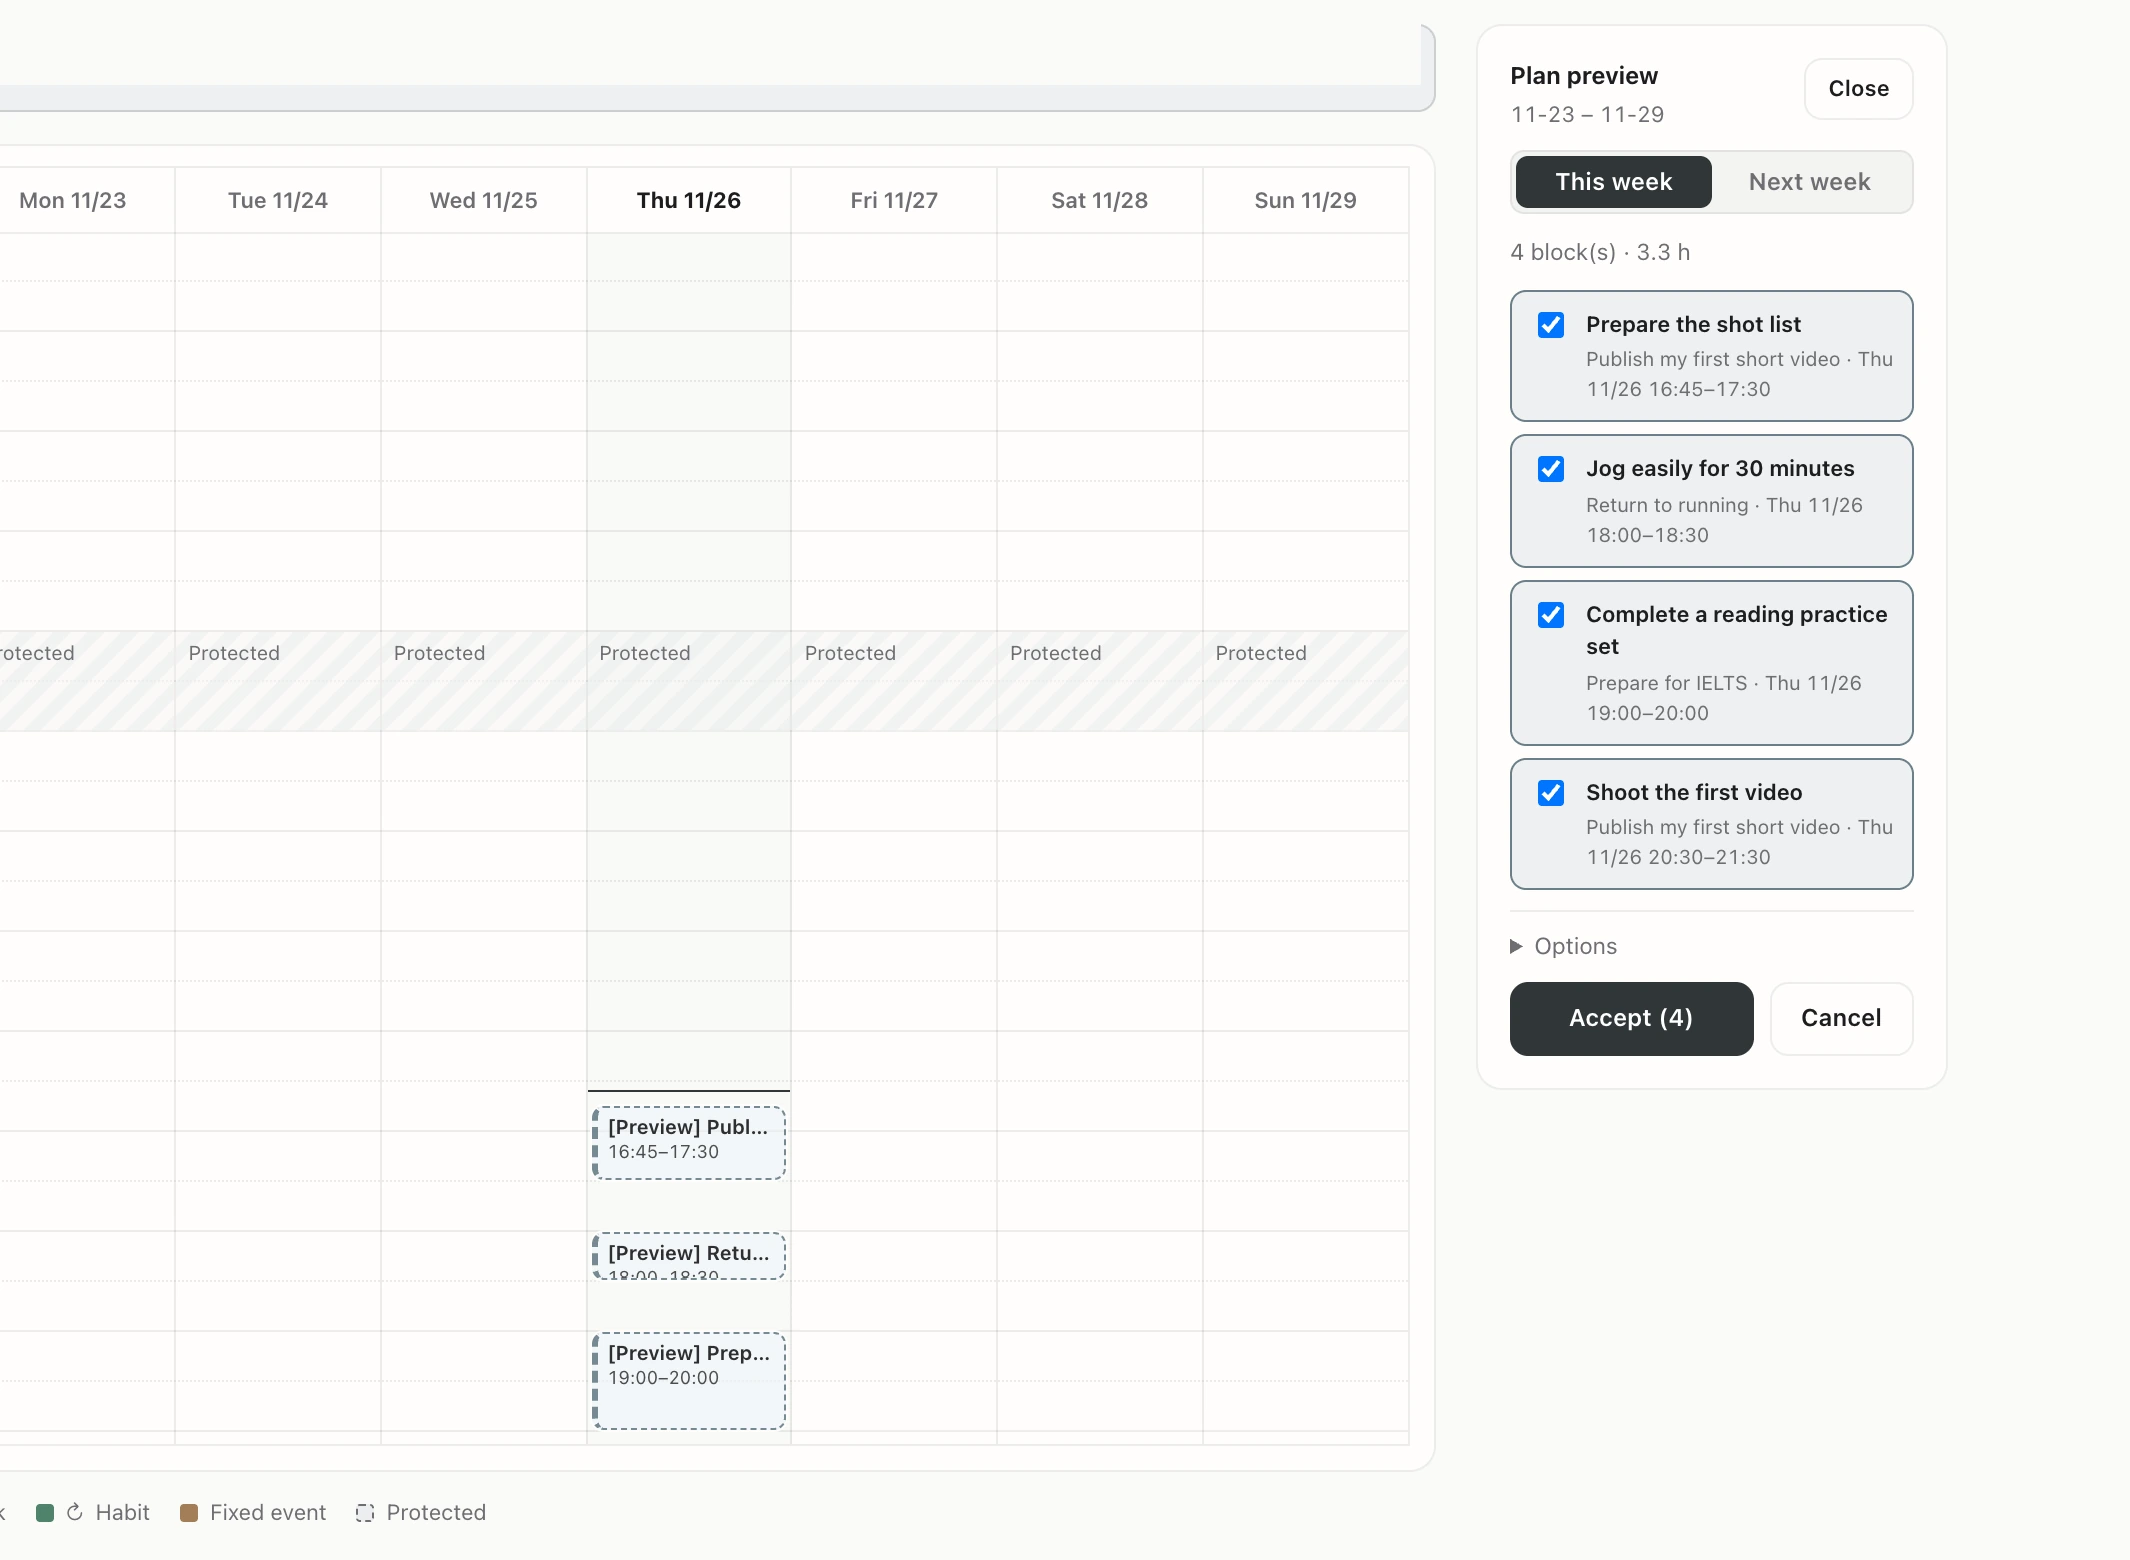 Mon 11/23 Tue 11/24 Wed 11/25 Thu 11/26 Fri 11/27 Sat 11/28 Sun 11/29
rotected Protected Protected Protected Protected Protected Protected
[Preview] Publ...
16:45–17:30
[Preview] Retu...
18:00–18:30
[Preview] Prep...
19:00–20:00
k Habit Fixed event Protected
Plan preview
Close
11-23 – 11-29
This week Next week
4 block(s) · 3.3 h
Prepare the shot list
Publish my first short video · Thu
11/26 16:45–17:30
Jog easily for 30 minutes
Return to running · Thu 11/26
18:00–18:30
Complete a reading practice
set
Prepare for IELTS · Thu 11/26
19:00–20:00
Shoot the first video
Publish my first short video · Thu
11/26 20:30–21:30
Options
Accept (4) Cancel